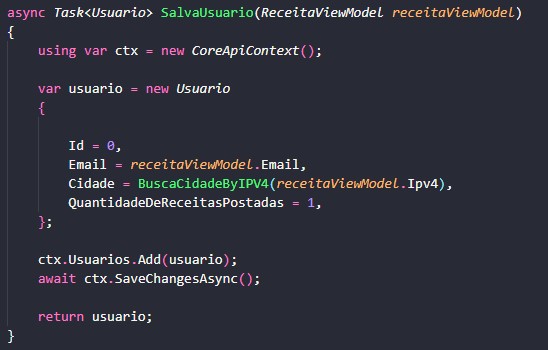 async Task<Usuario> SalvaUsuario(ReceitaViewModel receitaViewModel)
{
    using var ctx = new CoreApiContext();

    var usuario = new Usuario
    {

        Id = 0,
        Email = receitaViewModel.Email,
        Cidade = BuscaCidadeByIPV4(receitaViewModel.Ipv4),
        QuantidadeDeReceitasPostadas = 1,
    };

    ctx.Usuarios.Add(usuario);
    await ctx.SaveChangesAsync();

    return usuario;
}